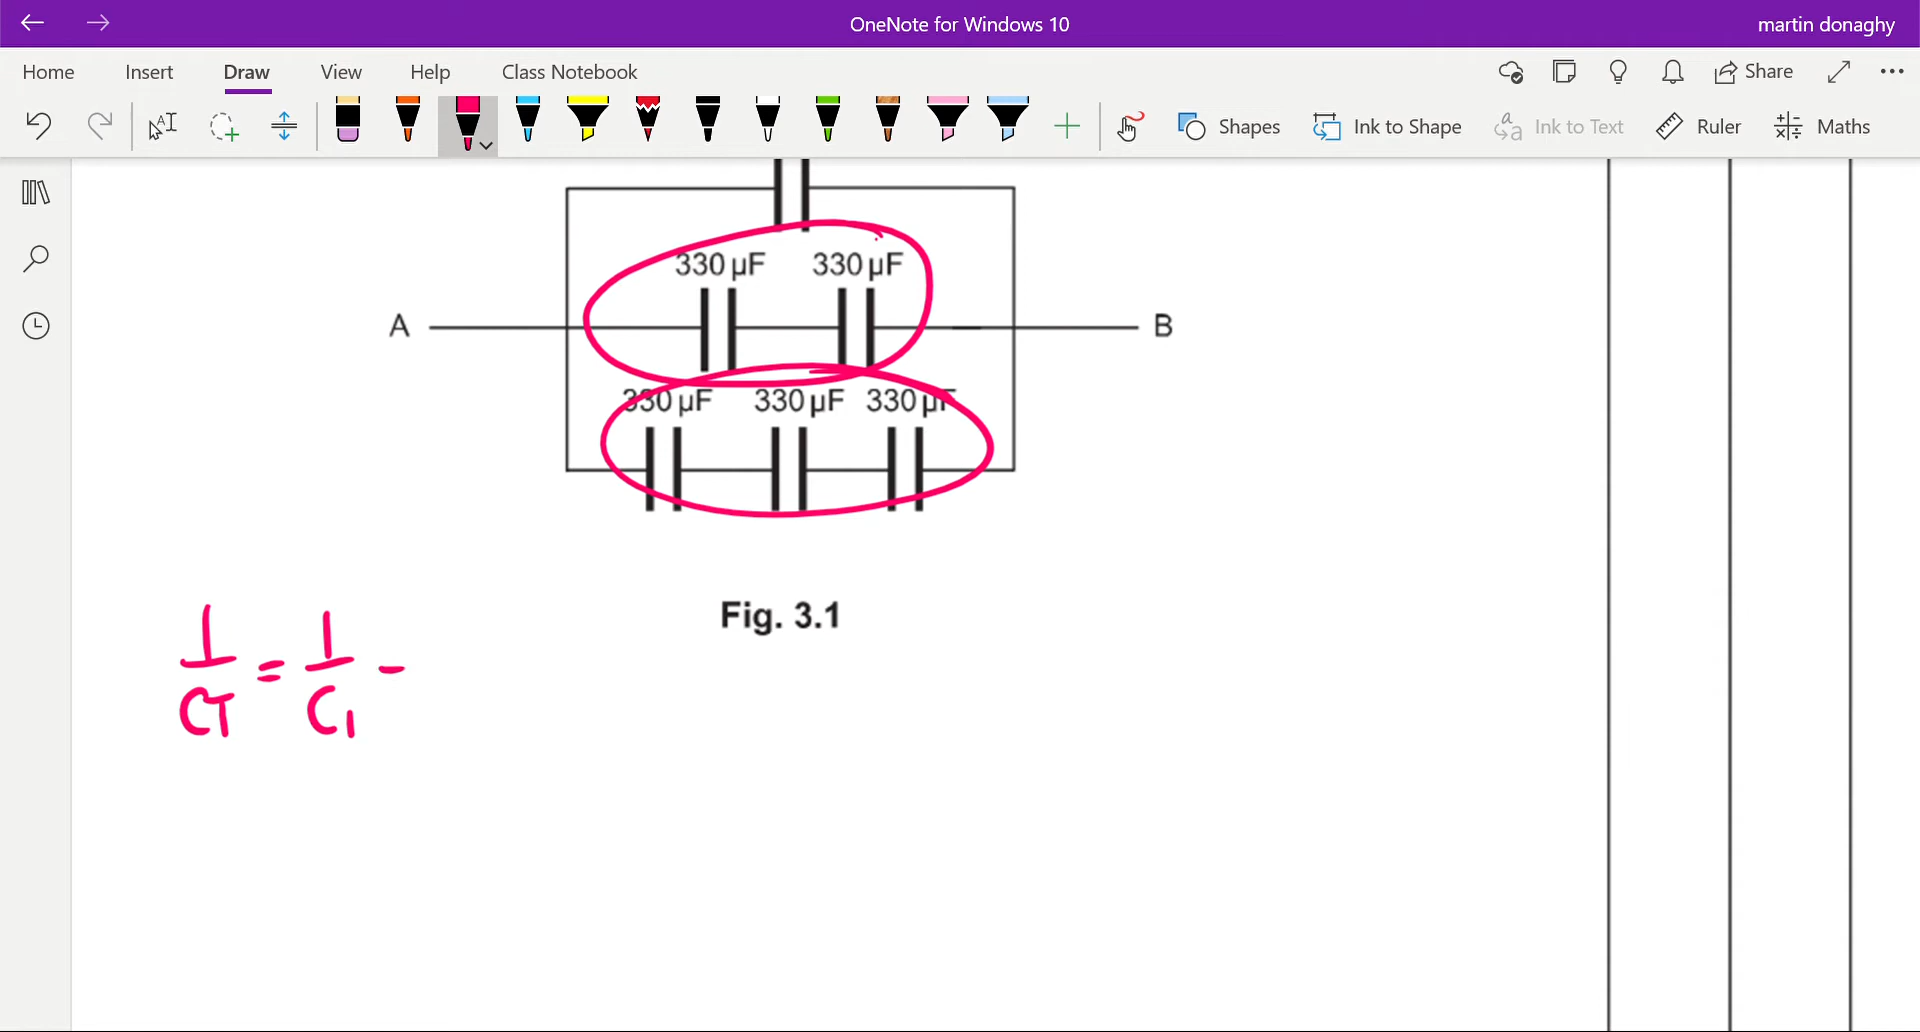 OneNote for Windows 10
martin donaghy
Home Insert Draw View Help Class Notebook Share
Shapes Ink to Shape Ink to Text Ruler Maths
330 µF 330 µF
A B
330 µF 330 µF 330 µF
Fig. 3.1
1/CT = 1/C1 -